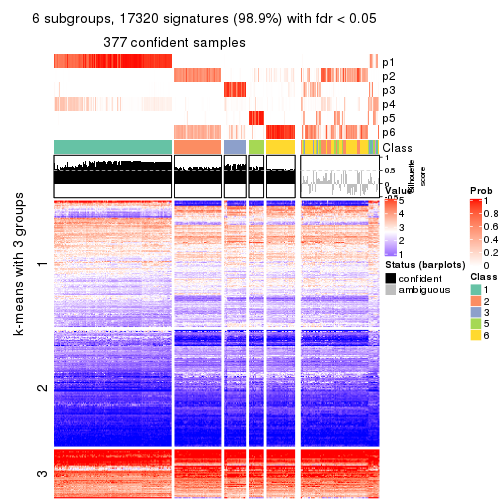 6 subgroups, 17320 signatures (98.9%) with fdr < 0.05
377 confident samples
p1
p2
p3
p4
p5
p6
Class
1
0.5
0
-0.5
Silhouette
score
k-means with 3 groups
1
2
3
Value
5
4
3
2
1
Status (barplots)
confident
ambiguous
Prob
1
0.8
0.6
0.4
0.2
0
Class
1
2
3
5
6